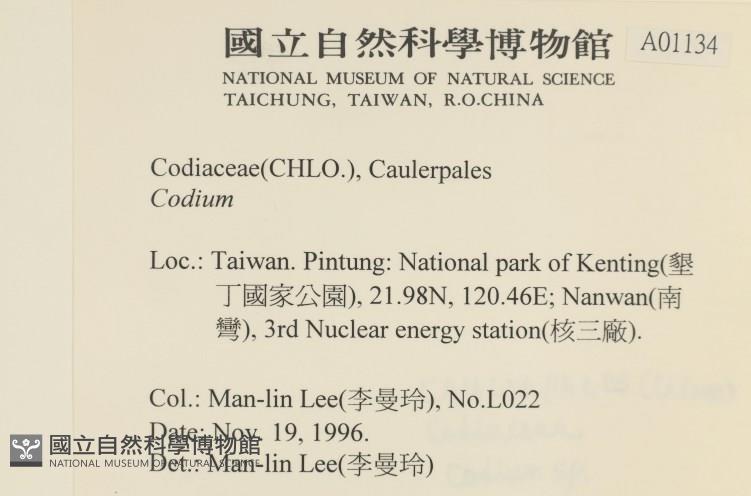 國立自然科學博物館
A01134
NATIONAL MUSEUM OF NATURAL SCIENCE
TAICHUNG, TAIWAN, R.O.CHINA
Codiaceae(CHLO.), Caulerpales
Codium
Loc.: Taiwan. Pintung: National park of Kenting(墾
丁國家公園), 21.98N, 120.46E; Nanwan(南
彎), 3rd Nuclear energy station(核三廠).
Col.: Man-lin Lee(李曼玲), No.L022
Date: Nov. 19, 1996.
Det.: Man-lin Lee(李曼玲)
國立自然科學博物館
NATIONAL MUSEUM OF NATURAL SCIENCE